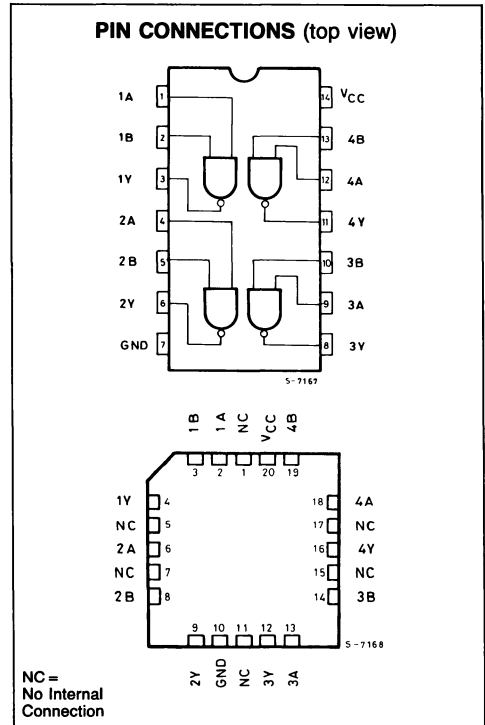 PIN CONNECTIONS (top view)
1A 1 14 VCC
1B 2 13 4B
1Y 3 12 4A
2A 4 11 4Y
2B 5 10 3B
2Y 6 9 3A
GND 7 8 3Y
S-7167
1B 1A NC VCC 4B
3 2 1 20 19
1Y 4 18 4A
NC 5 17 NC
2A 6 16 4Y
NC 7 15 NC
2B 8 14 3B
9 10 11 12 13
S-7168
2Y GND NC 3Y 3A
NC =
No Internal
Connection